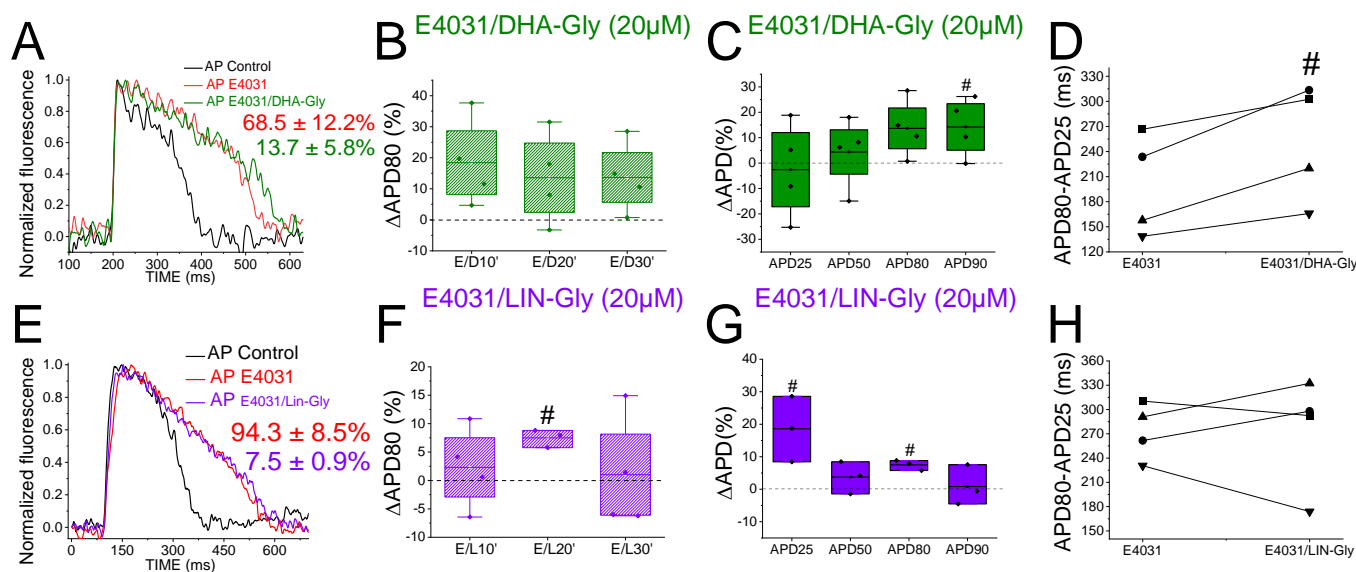 A
AP Control
AP E4031
AP E4031/DHA-Gly
68.5 ± 12.2%
13.7 ± 5.8%
Normalized fluorescence
1.0
0.8
0.6
0.4
0.2
0.0
100 200 300 400 500 600
TIME (ms)
E4031/DHA-Gly (20µM)
B
ΔAPD80 (%)
50
40
30
20
10
0
-10
E/D10' E/D20' E/D30'
E4031/DHA-Gly (20µM)
C
#
ΔAPD(%)
30
20
10
0
-10
-20
-30
APD25 APD50 APD80 APD90
D
#
APD80-APD25 (ms)
330
300
270
240
210
180
150
120
E4031 E4031/DHA-Gly
E
AP Control
AP E4031
AP E4031/Lin-Gly
94.3 ± 8.5%
7.5 ± 0.9%
Normalized fluorescence
1.0
0.8
0.6
0.4
0.2
0.0
0 150 300 450 600
TIME (ms)
E4031/LIN-Gly (20µM)
F
#
ΔAPD80 (%)
20
15
10
5
0
-5
-10
E/L10' E/L20' E/L30'
E4031/LIN-Gly (20µM)
G
#
#
ΔAPD(%)
40
30
20
10
0
-10
APD25 APD50 APD80 APD90
H
APD80-APD25 (ms)
360
330
300
270
240
210
180
150
E4031 E4031/LIN-Gly